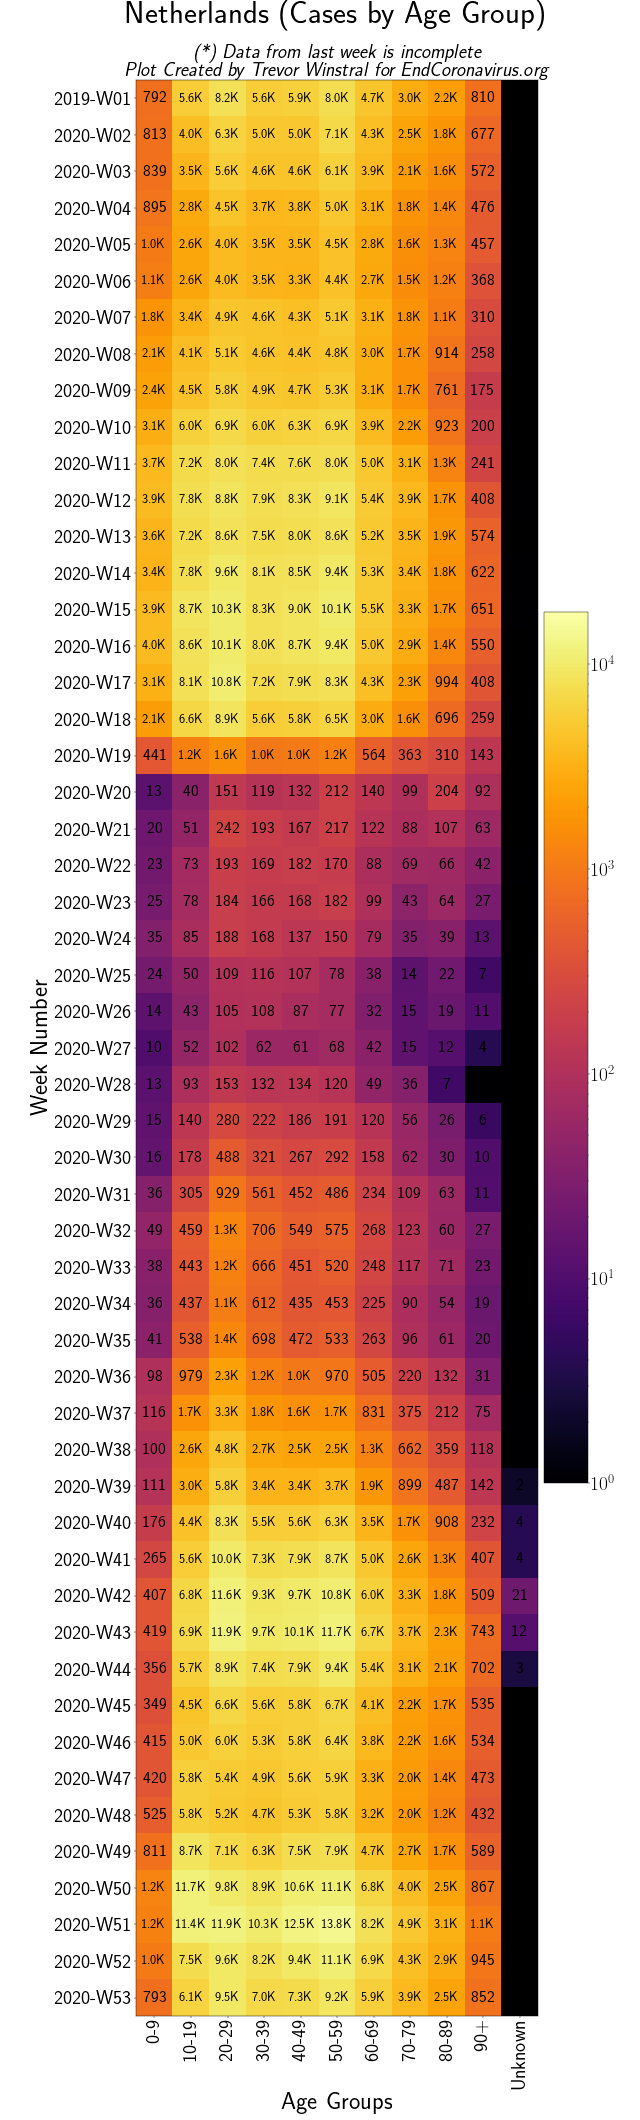 Netherlands (Cases by Age Group)
(*) Data from last week is incomplete
Plot Created by Trevor Winstral for EndCoronavirus.org
2019-W01 792 5.6K 8.2K 5.6K 5.9K 8.0K 4.7K 3.0K 2.2K 810
2020-W02 813 4.0K 6.3K 5.0K 5.0K 7.1K 4.3K 2.5K 1.8K 677
2020-W03 839 3.5K 5.6K 4.6K 4.6K 6.1K 3.9K 2.1K 1.6K 572
2020-W04 895 2.8K 4.5K 3.7K 3.8K 5.0K 3.1K 1.8K 1.4K 476
2020-W05 1.0K 2.6K 4.0K 3.5K 3.5K 4.5K 2.8K 1.6K 1.3K 457
2020-W06 1.1K 2.6K 4.0K 3.5K 3.3K 4.4K 2.7K 1.5K 1.2K 368
2020-W07 1.8K 3.4K 4.9K 4.6K 4.3K 5.1K 3.1K 1.8K 1.1K 310
2020-W08 2.1K 4.1K 5.1K 4.6K 4.4K 4.8K 3.0K 1.7K 914 258
2020-W09 2.4K 4.5K 5.8K 4.9K 4.7K 5.3K 3.1K 1.7K 761 175
2020-W10 3.1K 6.0K 6.9K 6.0K 6.3K 6.9K 3.9K 2.2K 923 200
2020-W11 3.7K 7.2K 8.0K 7.4K 7.6K 8.0K 5.0K 3.1K 1.3K 241
2020-W12 3.9K 7.8K 8.8K 7.9K 8.3K 9.1K 5.4K 3.9K 1.7K 408
2020-W13 3.6K 7.2K 8.6K 7.5K 8.0K 8.6K 5.2K 3.5K 1.9K 574
2020-W14 3.4K 7.8K 9.6K 8.1K 8.5K 9.4K 5.3K 3.4K 1.8K 622
2020-W15 3.9K 8.7K 10.3K 8.3K 9.0K 10.1K 5.5K 3.3K 1.7K 651
2020-W16 4.0K 8.6K 10.1K 8.0K 8.7K 9.4K 5.0K 2.9K 1.4K 550
2020-W17 3.1K 8.1K 10.8K 7.2K 7.9K 8.3K 4.3K 2.3K 994 408
2020-W18 2.1K 6.6K 8.9K 5.6K 5.8K 6.5K 3.0K 1.6K 696 259
2020-W19 441 1.2K 1.6K 1.0K 1.0K 1.2K 564 363 310 143
2020-W20 13 40 151 119 132 212 140 99 204 92
2020-W21 20 51 242 193 167 217 122 88 107 63
2020-W22 23 73 193 169 182 170 88 69 66 42
2020-W23 25 78 184 166 168 182 99 43 64 27
2020-W24 35 85 188 168 137 150 79 35 39 13
2020-W25 24 50 109 116 107 78 38 14 22 7
2020-W26 14 43 105 108 87 77 32 15 19 11
2020-W27 10 52 102 62 61 68 42 15 12 4
2020-W28 13 93 153 132 134 120 49 36 7
2020-W29 15 140 280 222 186 191 120 56 26 6
2020-W30 16 178 488 321 267 292 158 62 30 10
2020-W31 36 305 929 561 452 486 234 109 63 11
2020-W32 49 459 1.3K 706 549 575 268 123 60 27
2020-W33 38 443 1.2K 666 451 520 248 117 71 23
2020-W34 36 437 1.1K 612 435 453 225 90 54 19
2020-W35 41 538 1.4K 698 472 533 263 96 61 20
2020-W36 98 979 2.3K 1.2K 1.0K 970 505 220 132 31
2020-W37 116 1.7K 3.3K 1.8K 1.6K 1.7K 831 375 212 75
2020-W38 100 2.6K 4.8K 2.7K 2.5K 2.5K 1.3K 662 359 118
2020-W39 111 3.0K 5.8K 3.4K 3.4K 3.7K 1.9K 899 487 142 2
2020-W40 176 4.4K 8.3K 5.5K 5.6K 6.3K 3.5K 1.7K 908 232 4
2020-W41 265 5.6K 10.0K 7.3K 7.9K 8.7K 5.0K 2.6K 1.3K 407 4
2020-W42 407 6.8K 11.6K 9.3K 9.7K 10.8K 6.0K 3.3K 1.8K 509 21
2020-W43 419 6.9K 11.9K 9.7K 10.1K 11.7K 6.7K 3.7K 2.3K 743 12
2020-W44 356 5.7K 8.9K 7.4K 7.9K 9.4K 5.4K 3.1K 2.1K 702 3
2020-W45 349 4.5K 6.6K 5.6K 5.8K 6.7K 4.1K 2.2K 1.7K 535
2020-W46 415 5.0K 6.0K 5.3K 5.8K 6.4K 3.8K 2.2K 1.6K 534
2020-W47 420 5.8K 5.4K 4.9K 5.6K 5.9K 3.3K 2.0K 1.4K 473
2020-W48 525 5.8K 5.2K 4.7K 5.3K 5.8K 3.2K 2.0K 1.2K 432
2020-W49 811 8.7K 7.1K 6.3K 7.5K 7.9K 4.7K 2.7K 1.7K 589
2020-W50 1.2K 11.7K 9.8K 8.9K 10.6K 11.1K 6.8K 4.0K 2.5K 867
2020-W51 1.2K 11.4K 11.9K 10.3K 12.5K 13.8K 8.2K 4.9K 3.1K 1.1K
2020-W52 1.0K 7.5K 9.6K 8.2K 9.4K 11.1K 6.9K 4.3K 2.9K 945
2020-W53 793 6.1K 9.5K 7.0K 7.3K 9.2K 5.9K 3.9K 2.5K 852
0-9 10-19 20-29 30-39 40-49 50-59 60-69 70-79 80-89 90+ Unknown
Age Groups
Week Number
10⁴
10³
10²
10¹
10⁰